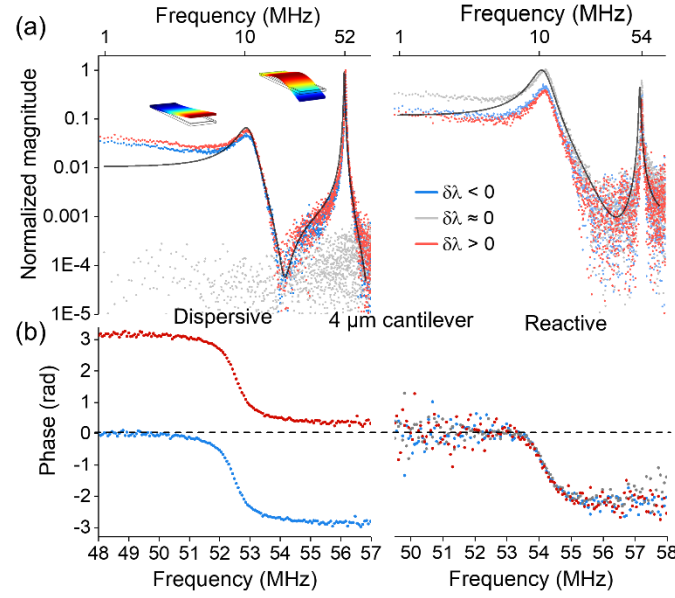 (a)
Frequency (MHz)
1 10 52
Frequency (MHz)
1 10 54
Normalized magnitude
1
0.1
0.01
0.001
1E-4
1E-5
δλ < 0
δλ ≈ 0
δλ > 0
Dispersive 4 μm cantilever Reactive
(b)
Phase (rad)
3
2
1
0
-1
-2
-3
48 49 50 51 52 53 54 55 56 57
Frequency (MHz)
50 51 52 53 54 55 56 57 58
Frequency (MHz)